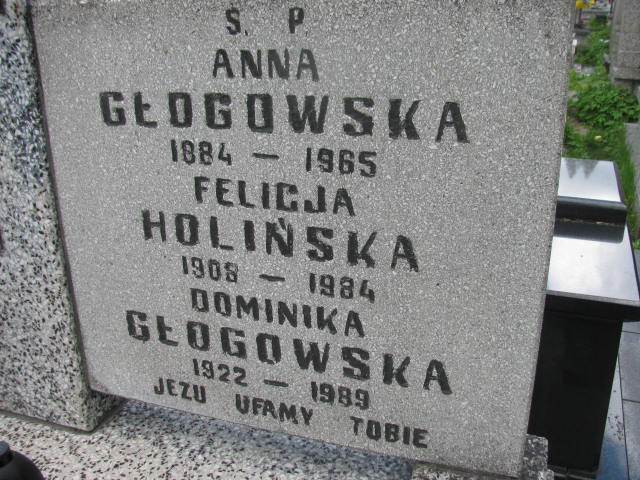 Ś. P
ANNA
GŁOGOWSKA
1884 — 1965
FELICJA
HOLIŃSKA
1908 — 1984
DOMINIKA
GŁOGOWSKA
1922 — 1989
JEZU UFAMY TOBIE